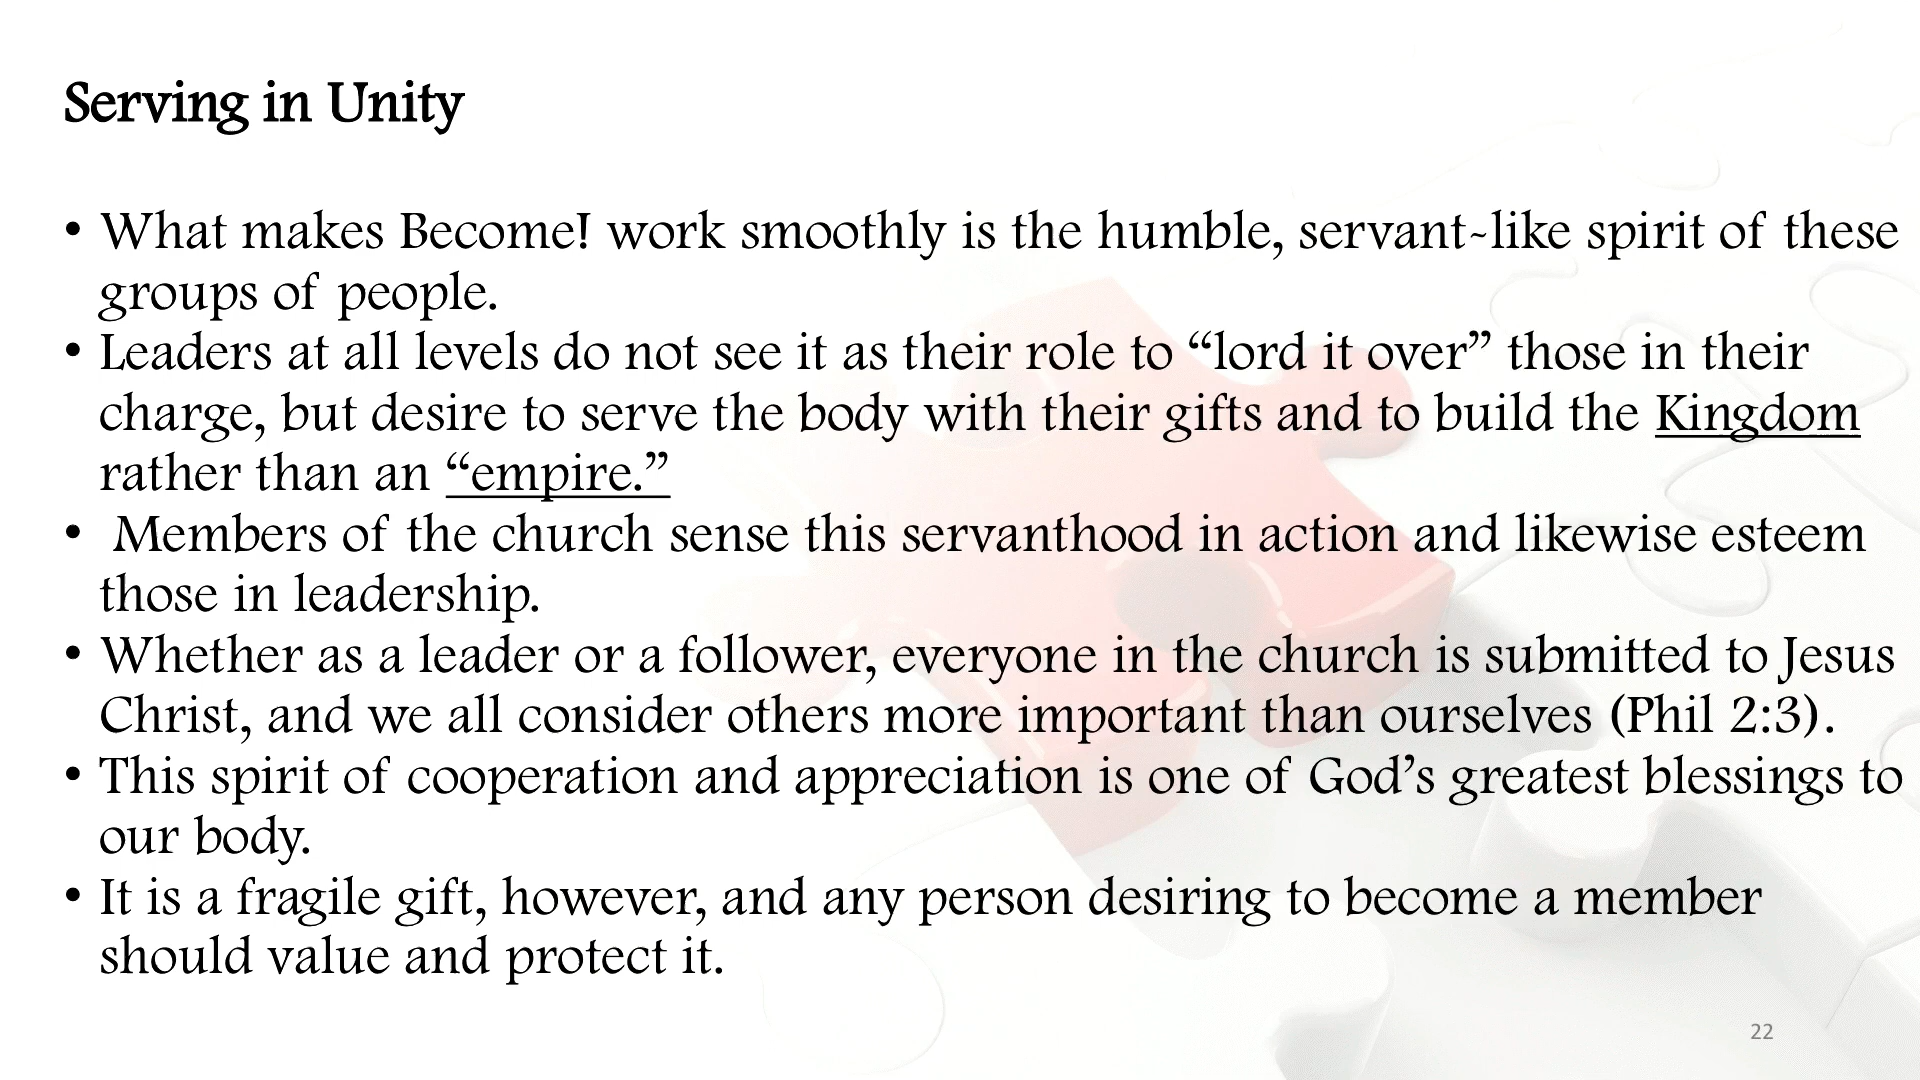 Serving in Unity
• What makes Become! work smoothly is the humble, servant-like spirit of these
groups of people.
• Leaders at all levels do not see it as their role to “lord it over” those in their
charge, but desire to serve the body with their gifts and to build the Kingdom
rather than an “empire.”
• Members of the church sense this servanthood in action and likewise esteem
those in leadership.
• Whether as a leader or a follower, everyone in the church is submitted to Jesus
Christ, and we all consider others more important than ourselves (Phil 2:3).
• This spirit of cooperation and appreciation is one of God’s greatest blessings to
our body.
• It is a fragile gift, however, and any person desiring to become a member
should value and protect it.
22